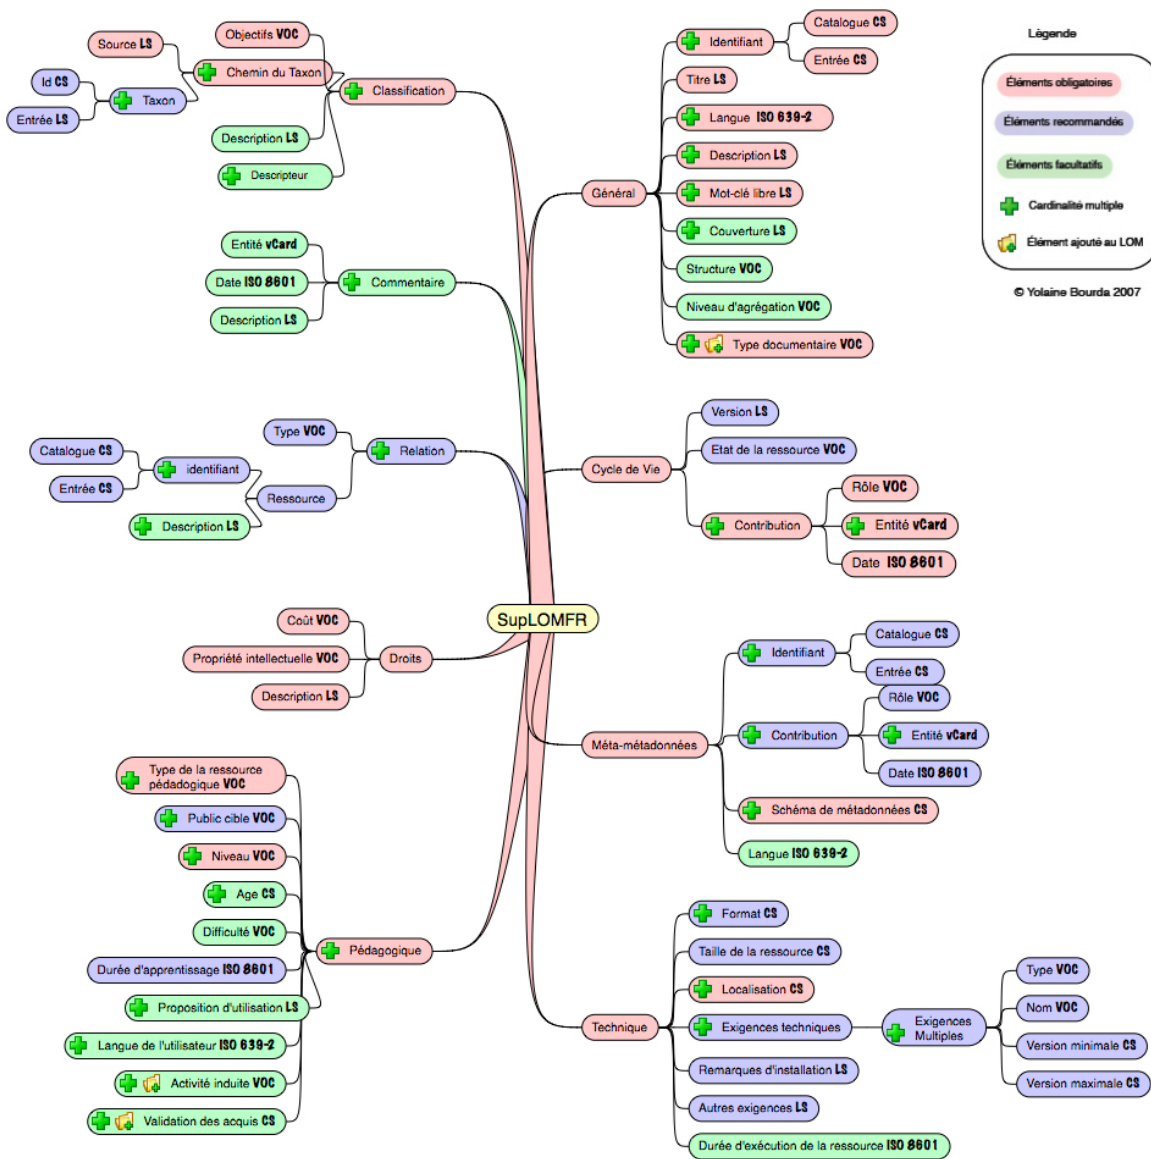 Légende
Éléments obligatoires
Éléments recommandés
Éléments facultatifs
Cardinalité multiple
Élément ajouté au LOM
© Yolaine Bourda 2007
SupLOMFR
Général
Identifiant
Catalogue CS
Entrée CS
Titre LS
Langue ISO 639-2
Description LS
Mot-clé libre LS
Couverture LS
Structure VOC
Niveau d'agrégation VOC
Type documentaire VOC
Cycle de Vie
Version LS
Etat de la ressource VOC
Contribution
Rôle VOC
Entité vCard
Date ISO 8601
Méta-métadonnées
Identifiant
Catalogue CS
Entrée CS
Contribution
Rôle VOC
Entité vCard
Date ISO 8601
Schéma de métadonnées CS
Langue ISO 639-2
Technique
Format CS
Taille de la ressource CS
Localisation CS
Exigences techniques
Exigences
Multiples
Type VOC
Nom VOC
Version minimale CS
Version maximale CS
Remarques d'installation LS
Autres exigences LS
Durée d'exécution de la ressource ISO 8601
Classification
Objectifs VOC
Chemin du Taxon
Source LS
Taxon
Id CS
Entrée LS
Description LS
Descripteur
Commentaire
Entité vCard
Date ISO 8601
Description LS
Relation
Type VOC
Ressource
identifiant
Catalogue CS
Entrée CS
Description LS
Droits
Coût VOC
Propriété intellectuelle VOC
Description LS
Pédagogique
Type de la ressource
pédadogique VOC
Public cible VOC
Niveau VOC
Age CS
Difficulté VOC
Durée d'apprentissage ISO 8601
Proposition d'utilisation LS
Langue de l'utilisateur ISO 639-2
Activité induite VOC
Validation des acquis CS